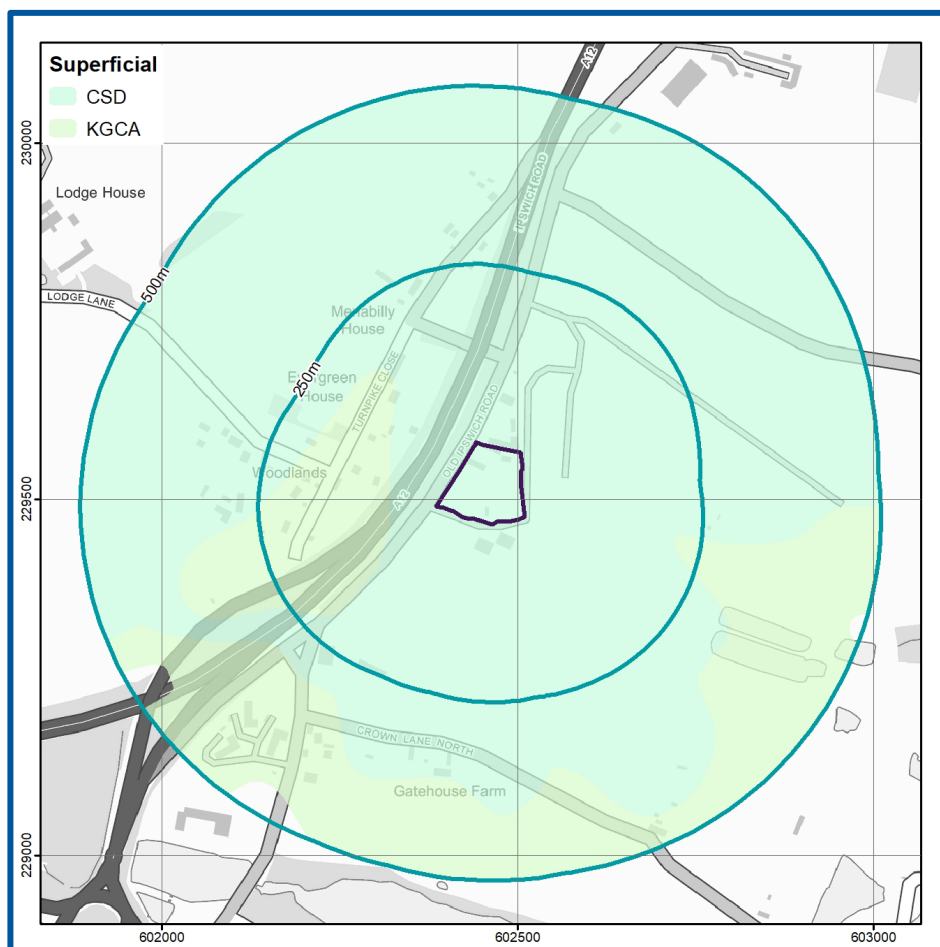 Superficial
CSD
KGCA
A12
230000
IPSWICH ROAD
Lodge House
500m
LODGE LANE
Menabilly
House
250m
Evergreen
House
TURNPIKE CLOSE
OLD IPSWICH ROAD
Woodlands
A12
229500
CROWN LANE NORTH
Gatehouse Farm
229000
602000
602500
603000